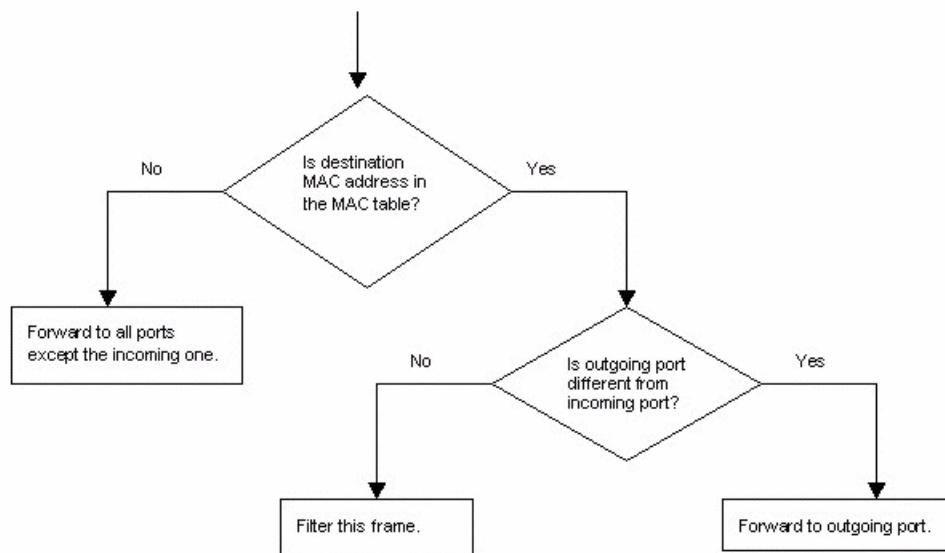 Is destination
MAC address in
the MAC table?
No
Yes
Forward to all ports
except the incoming one.
Is outgoing port
different from
incoming port?
No
Yes
Filter this frame.
Forward to outgoing port.